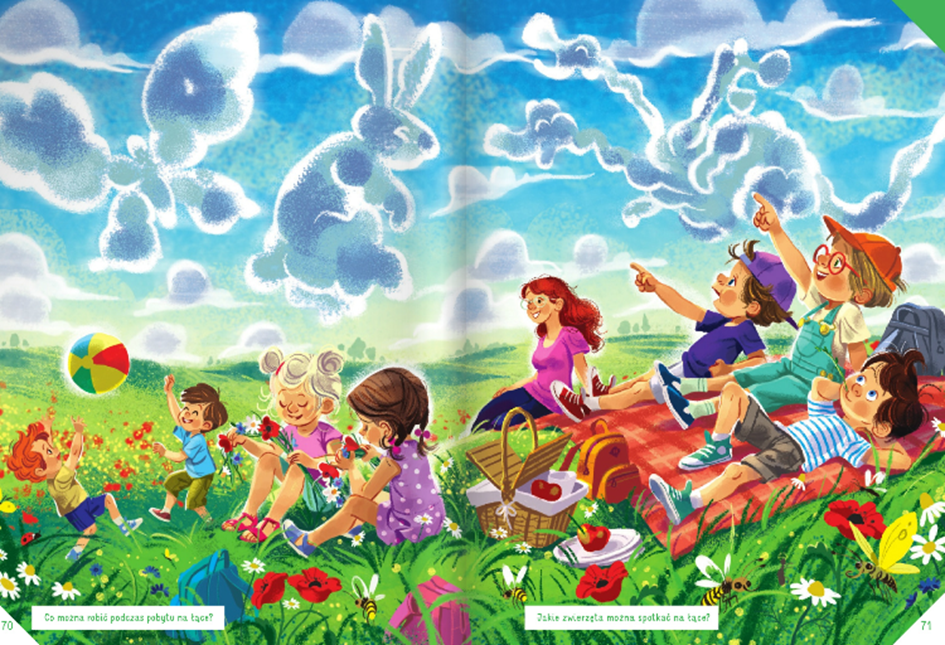 Co można robić podczas pobytu na łące?
Jakie zwierzęta można spotkać na łące?
70
71